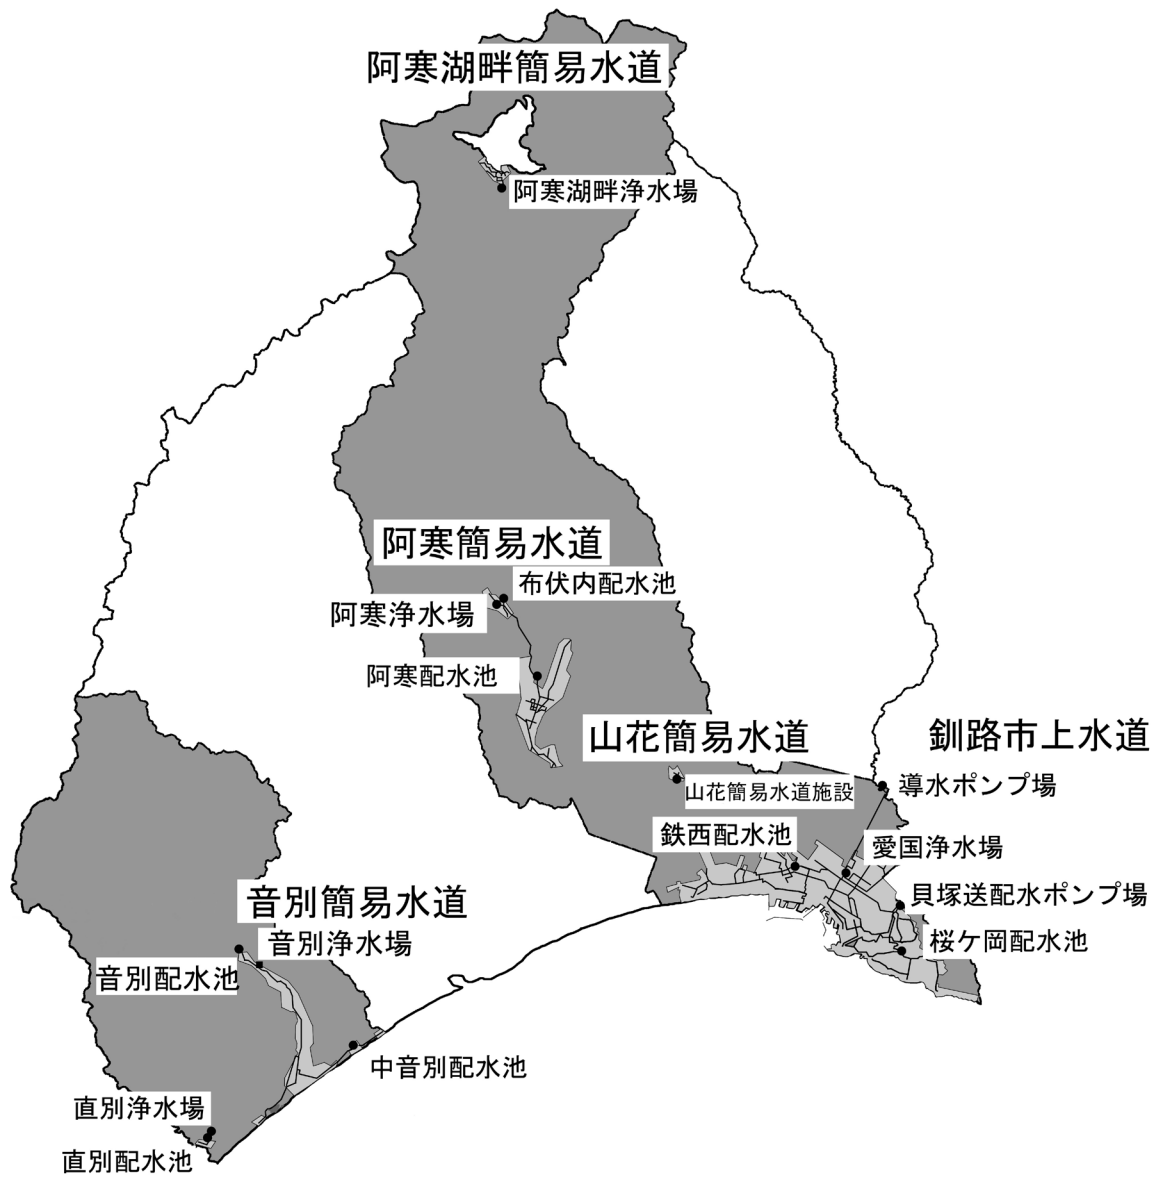 阿寒湖畔簡易水道
阿寒湖畔浄水場
阿寒簡易水道
布伏内配水池
阿寒浄水場
阿寒配水池
山花簡易水道
釧路市上水道
山花簡易水道施設
導水ポンプ場
鉄西配水池
愛国浄水場
貝塚送配水ポンプ場
桜ケ岡配水池
音別簡易水道
音別浄水場
音別配水池
中音別配水池
直別浄水場
直別配水池